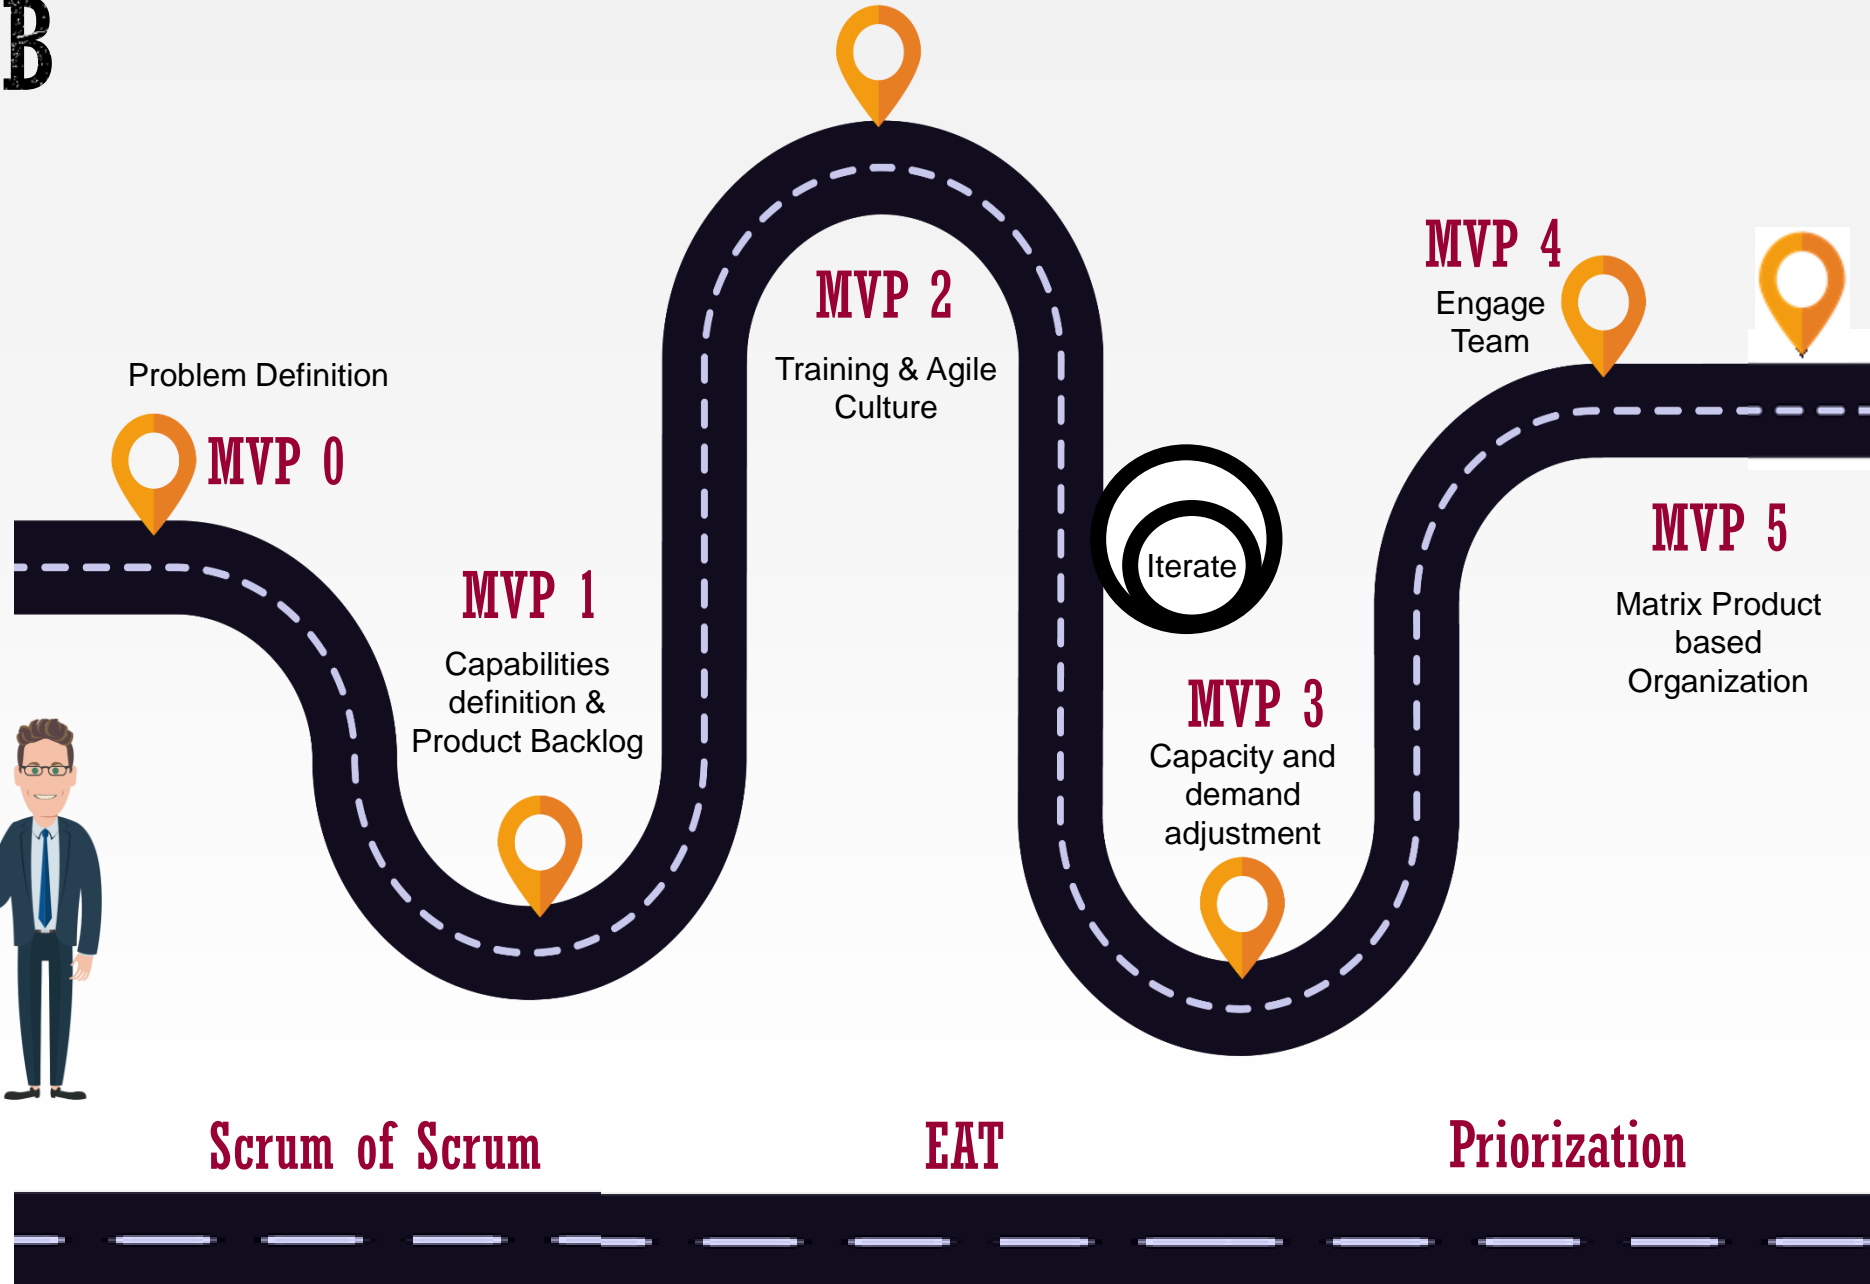 B
Problem Definition
MVP 0
MVP 1
Capabilities
definition &
Product Backlog
MVP 2
Training & Agile
Culture
Iterate
MVP 3
Capacity and
demand
adjustment
MVP 4
Engage
Team
MVP 5
Matrix Product
based
Organization
Scrum of Scrum
EAT
Priorization